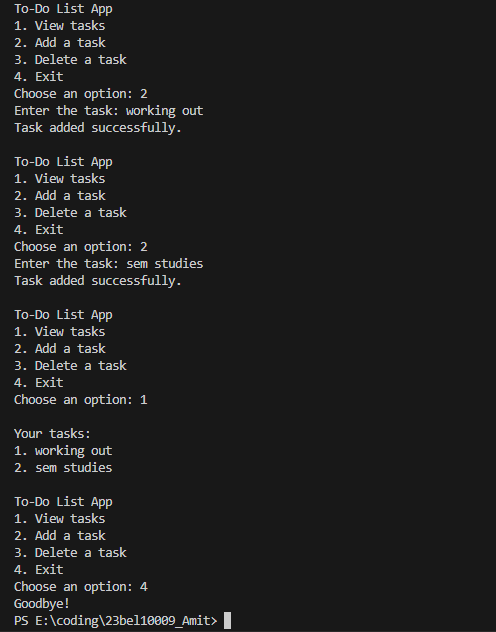 To-Do List App
1. View tasks
2. Add a task
3. Delete a task
4. Exit
Choose an option: 2
Enter the task: working out
Task added successfully.

To-Do List App
1. View tasks
2. Add a task
3. Delete a task
4. Exit
Choose an option: 2
Enter the task: sem studies
Task added successfully.

To-Do List App
1. View tasks
2. Add a task
3. Delete a task
4. Exit
Choose an option: 1

Your tasks:
1. working out
2. sem studies

To-Do List App
1. View tasks
2. Add a task
3. Delete a task
4. Exit
Choose an option: 4
Goodbye!
PS E:\coding\23bel10009_Amit>